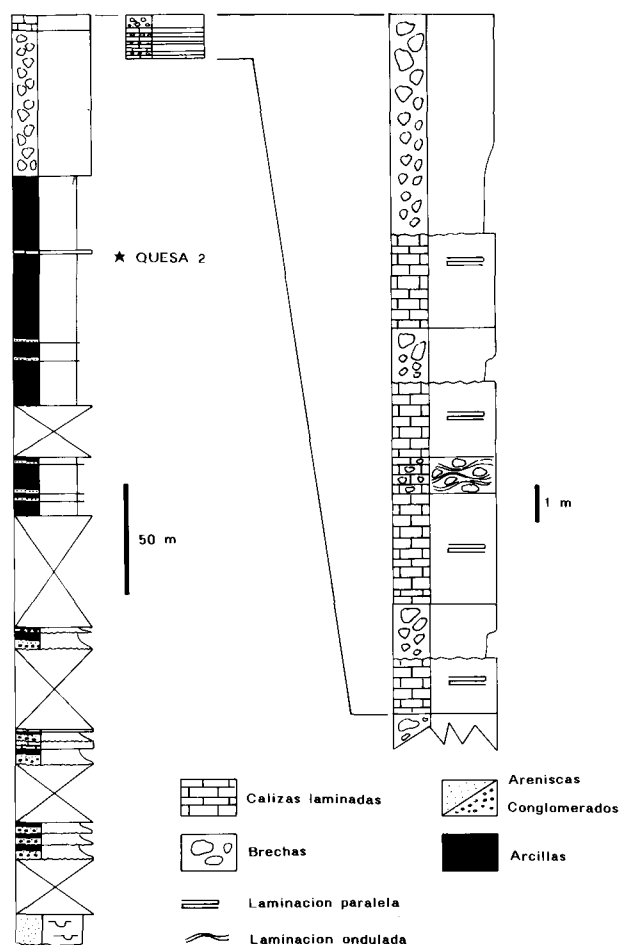 ★ QUESA 2
50 m
1 m
Calizas laminadas
Areniscas
Conglomerados
Brechas
Arcillas
Laminacion paralela
Laminacion ondulada